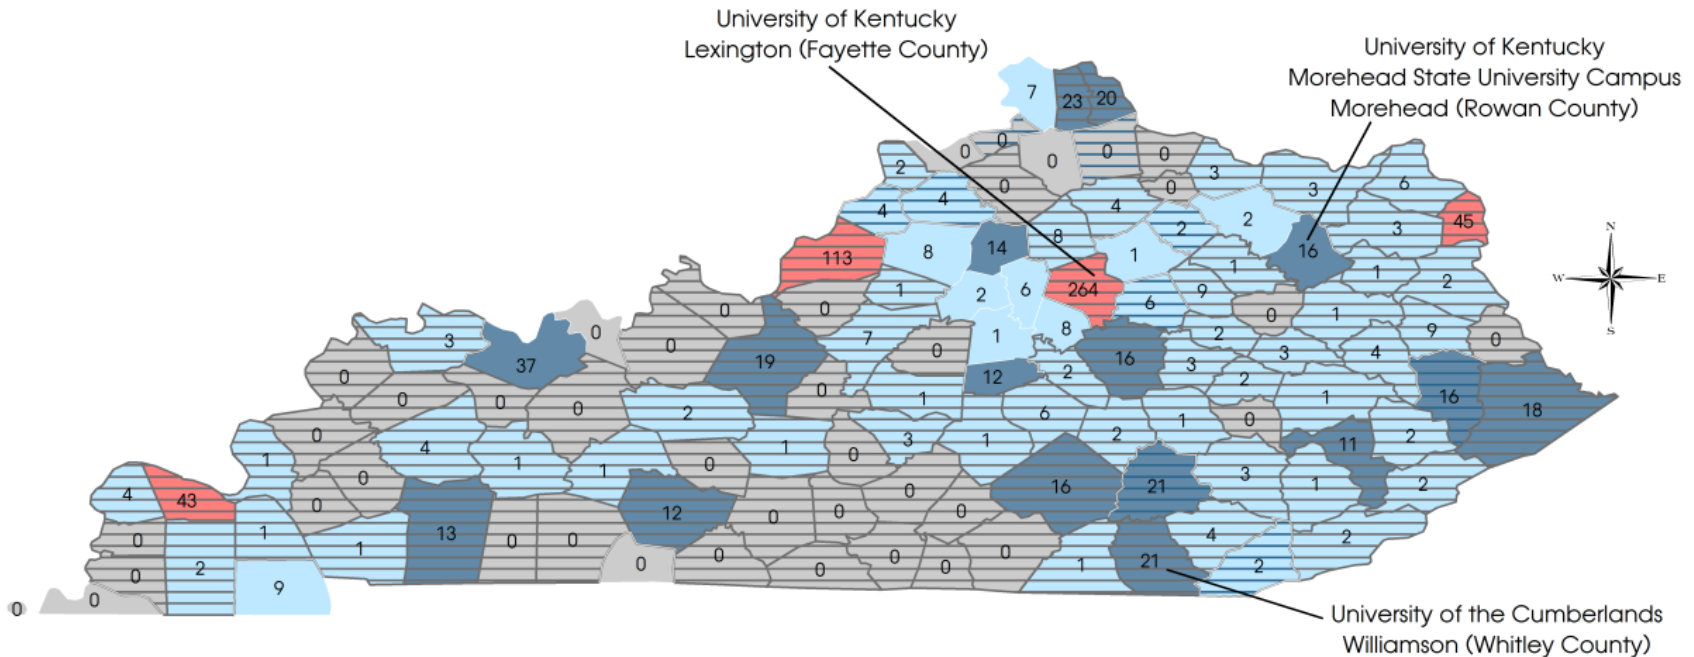 University of Kentucky
Lexington (Fayette County)
University of Kentucky
Morehead State University Campus
Morehead (Rowan County)
7 23 20
0 0 0 0 0
2 0 0 3 3 6
4 4 4 2 2 3 45
113 8 14 8 1 1 16 1 2
1 2 6 264 6 9 0 1
0 0 7 1 8 2 3 4 9 0
3 37 0 0 19 0 12 2 16 3 2 1 16 18
0 0 0 0 2 0 1 6 1 0
0 4 1 1 0 1 0 3 1 2 11 2
1 0 0 12 0 0 0 0 16 21 3 1 2
4 43 13 0 0 0 0 0 0 4 2
0 1 1 0 0 0 1 21 2
0 2 9
0 0
N
W E
S
University of the Cumberlands
Williamson (Whitley County)